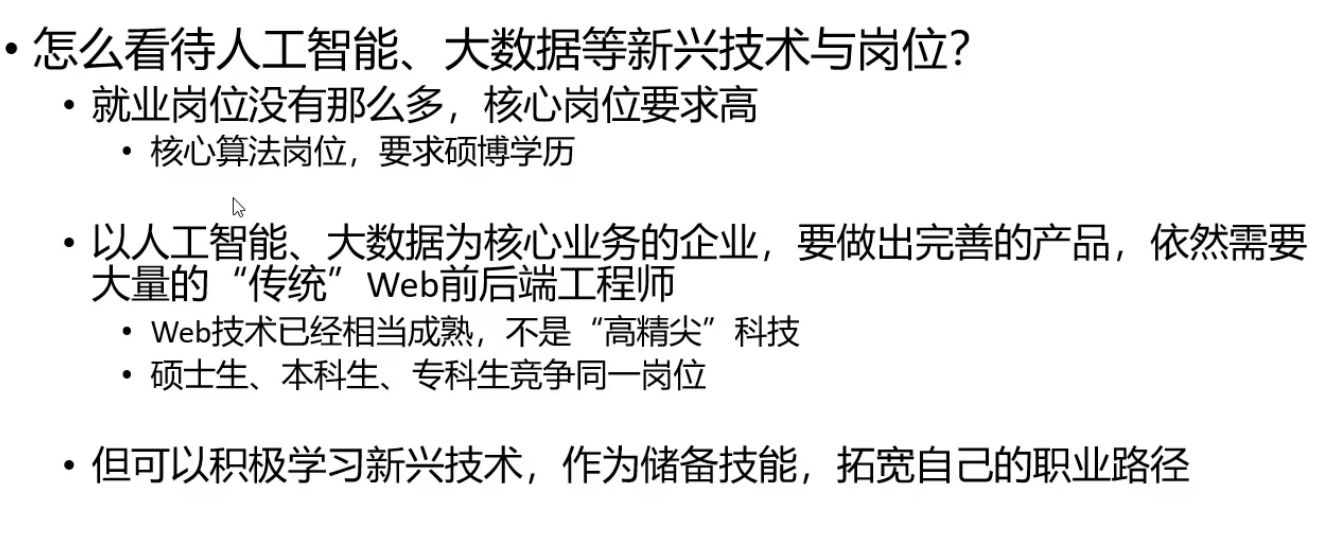 • 怎么看待人工智能、大数据等新兴技术与岗位？
• 就业岗位没有那么多，核心岗位要求高
• 核心算法岗位，要求硕博学历
• 以人工智能、大数据为核心业务的企业，要做出完善的产品，依然需要
大量的“传统”Web前后端工程师
• Web技术已经相当成熟，不是“高精尖”科技
• 硕士生、本科生、专科生竞争同一岗位
• 但可以积极学习新兴技术，作为储备技能，拓宽自己的职业路径